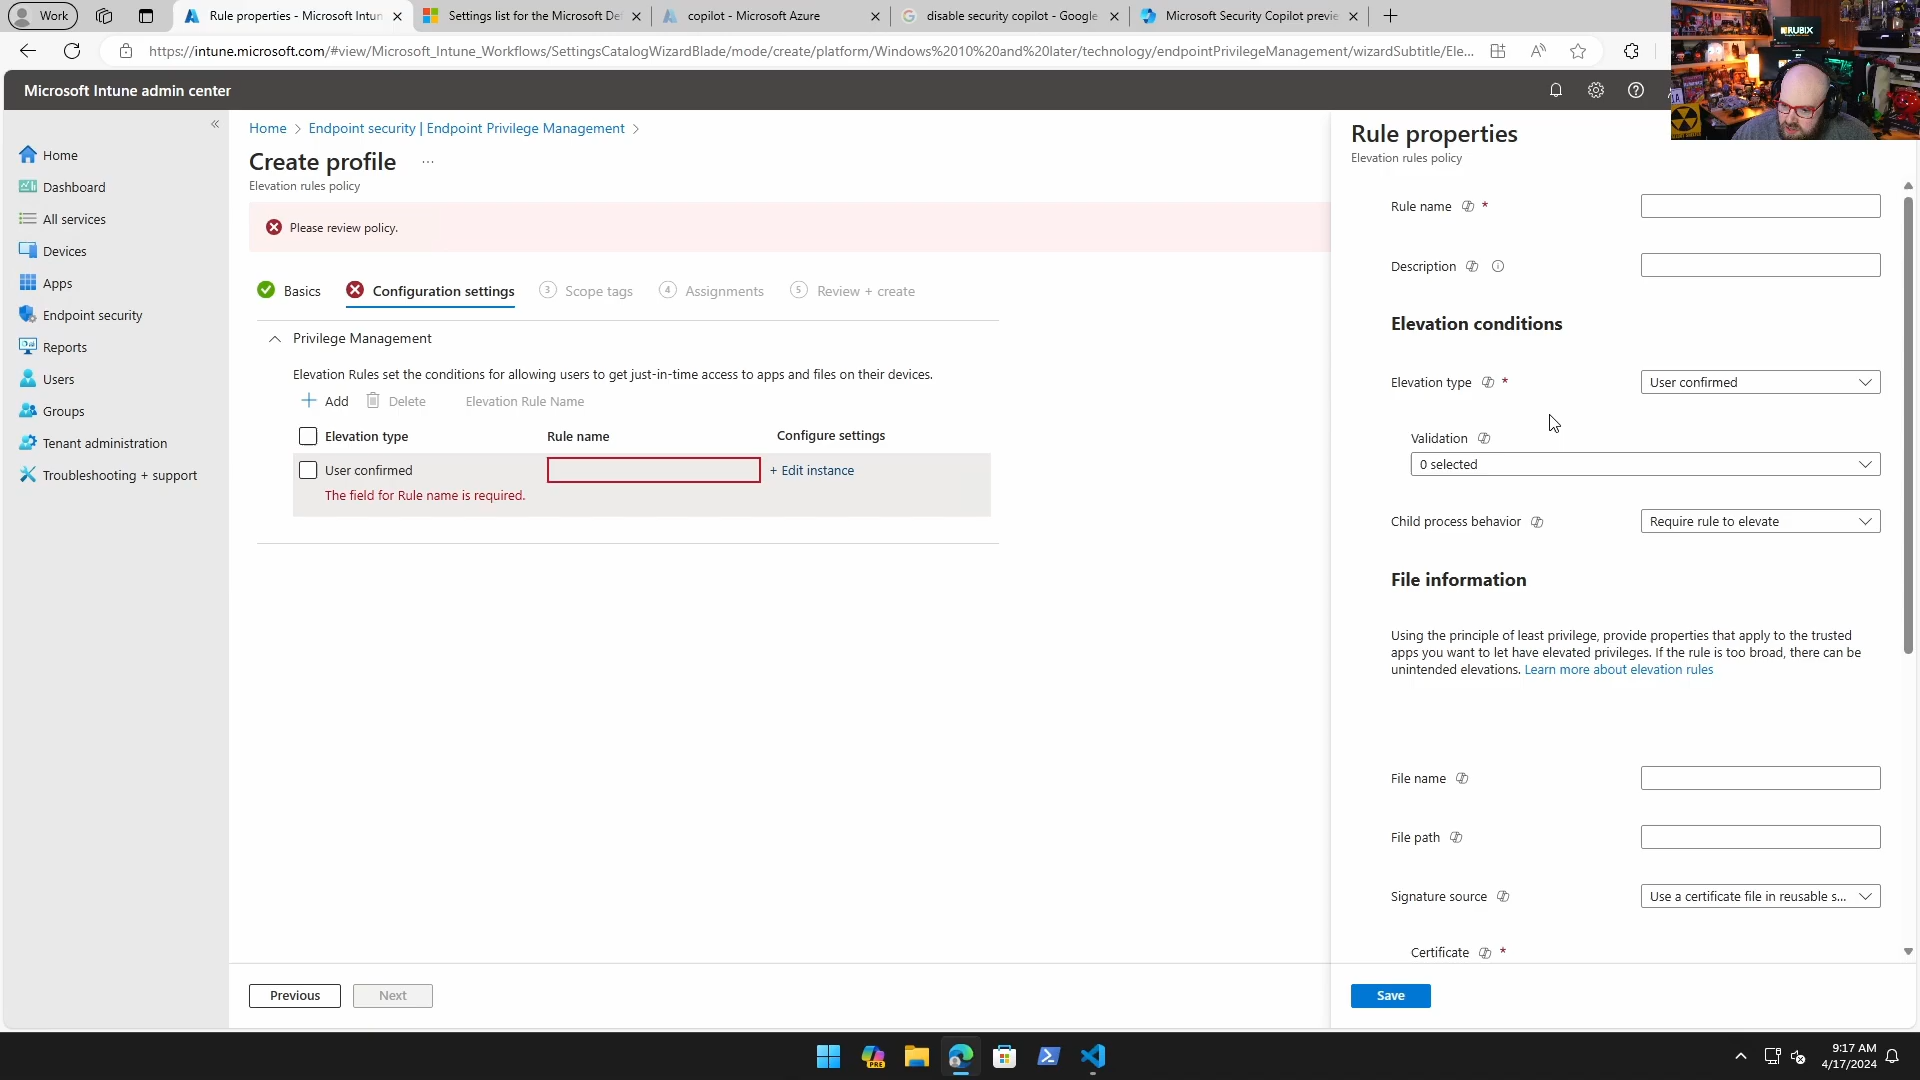 Work
Rule properties - Microsoft Intun
Settings list for the Microsoft De
copilot - Microsoft Azure
disable security copilot - Google
Microsoft Security Copilot previe
https://intune.microsoft.com/#view/Microsoft_Intune_Workflows/SettingsCatalogWizardBlade/mode/create/platform/Windows%2010%20and%20later/technology/endpointPrivilegeManagement/wizardSubtitle/Ele...
RUBIX
Microsoft Intune admin center
Home
Dashboard
All services
Devices
Apps
Endpoint security
Reports
Users
Groups
Tenant administration
Troubleshooting + support
Home > Endpoint security | Endpoint Privilege Management >
Create profile ...
Elevation rules policy
Please review policy.
Basics
Configuration settings
3 Scope tags
4 Assignments
5 Review + create
Privilege Management
Elevation Rules set the conditions for allowing users to get just-in-time access to apps and files on their devices.
Add
Delete
Elevation Rule Name
Elevation type
Rule name
Configure settings
User confirmed
+ Edit instance
The field for Rule name is required.
Previous
Next
Rule properties
Elevation rules policy
Rule name *
Description
Elevation conditions
Elevation type *
User confirmed
Validation
0 selected
Child process behavior
Require rule to elevate
File information
Using the principle of least privilege, provide properties that apply to the trusted
apps you want to let have elevated privileges. If the rule is too broad, there can be
unintended elevations. Learn more about elevation rules
File name
File path
Signature source
Use a certificate file in reusable s...
Certificate *
Save
PRE
9:17 AM
4/17/2024